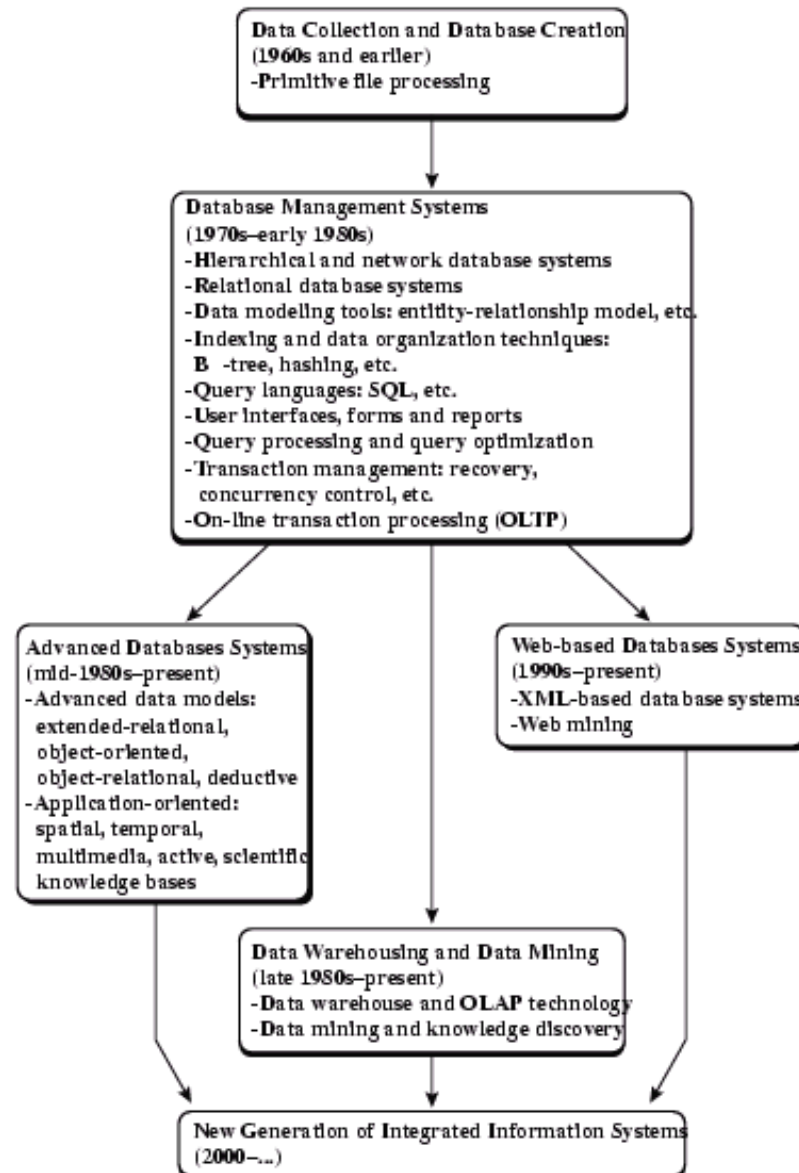 Data Collection and Database Creation
(1960s and earlier)
-Primitive file processing
Database Management Systems
(1970s–early 1980s)
-Hierarchical and network database systems
-Relational database systems
-Data modeling tools: entitity-relationship model, etc.
-Indexing and data organization techniques:
B -tree, hashing, etc.
-Query languages: SQL, etc.
-User interfaces, forms and reports
-Query processing and query optimization
-Transaction management: recovery,
concurrency control, etc.
-On-line transaction processing (OLTP)
Advanced Databases Systems
(mid-1980s–present)
-Advanced data models:
extended-relational,
object-oriented,
object-relational, deductive
-Application-oriented:
spatial, temporal,
multimedia, active, scientific
knowledge bases
Web-based Databases Systems
(1990s–present)
-XML-based database systems
-Web mining
Data Warehousing and Data Mining
(late 1980s–present)
-Data warehouse and OLAP technology
-Data mining and knowledge discovery
New Generation of Integrated Information Systems
(2000–...)